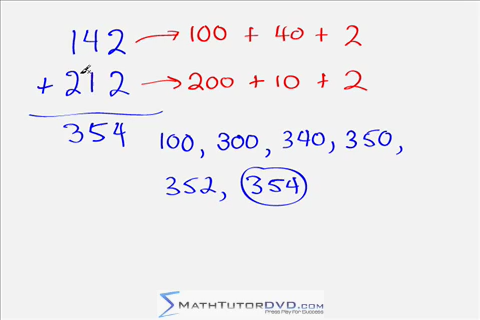 142 → 100 + 40 + 2
+ 212 → 200 + 10 + 2
354
100, 300, 340, 350,
352, 354
MATHTUTORDVD.COM
Press Play For Success